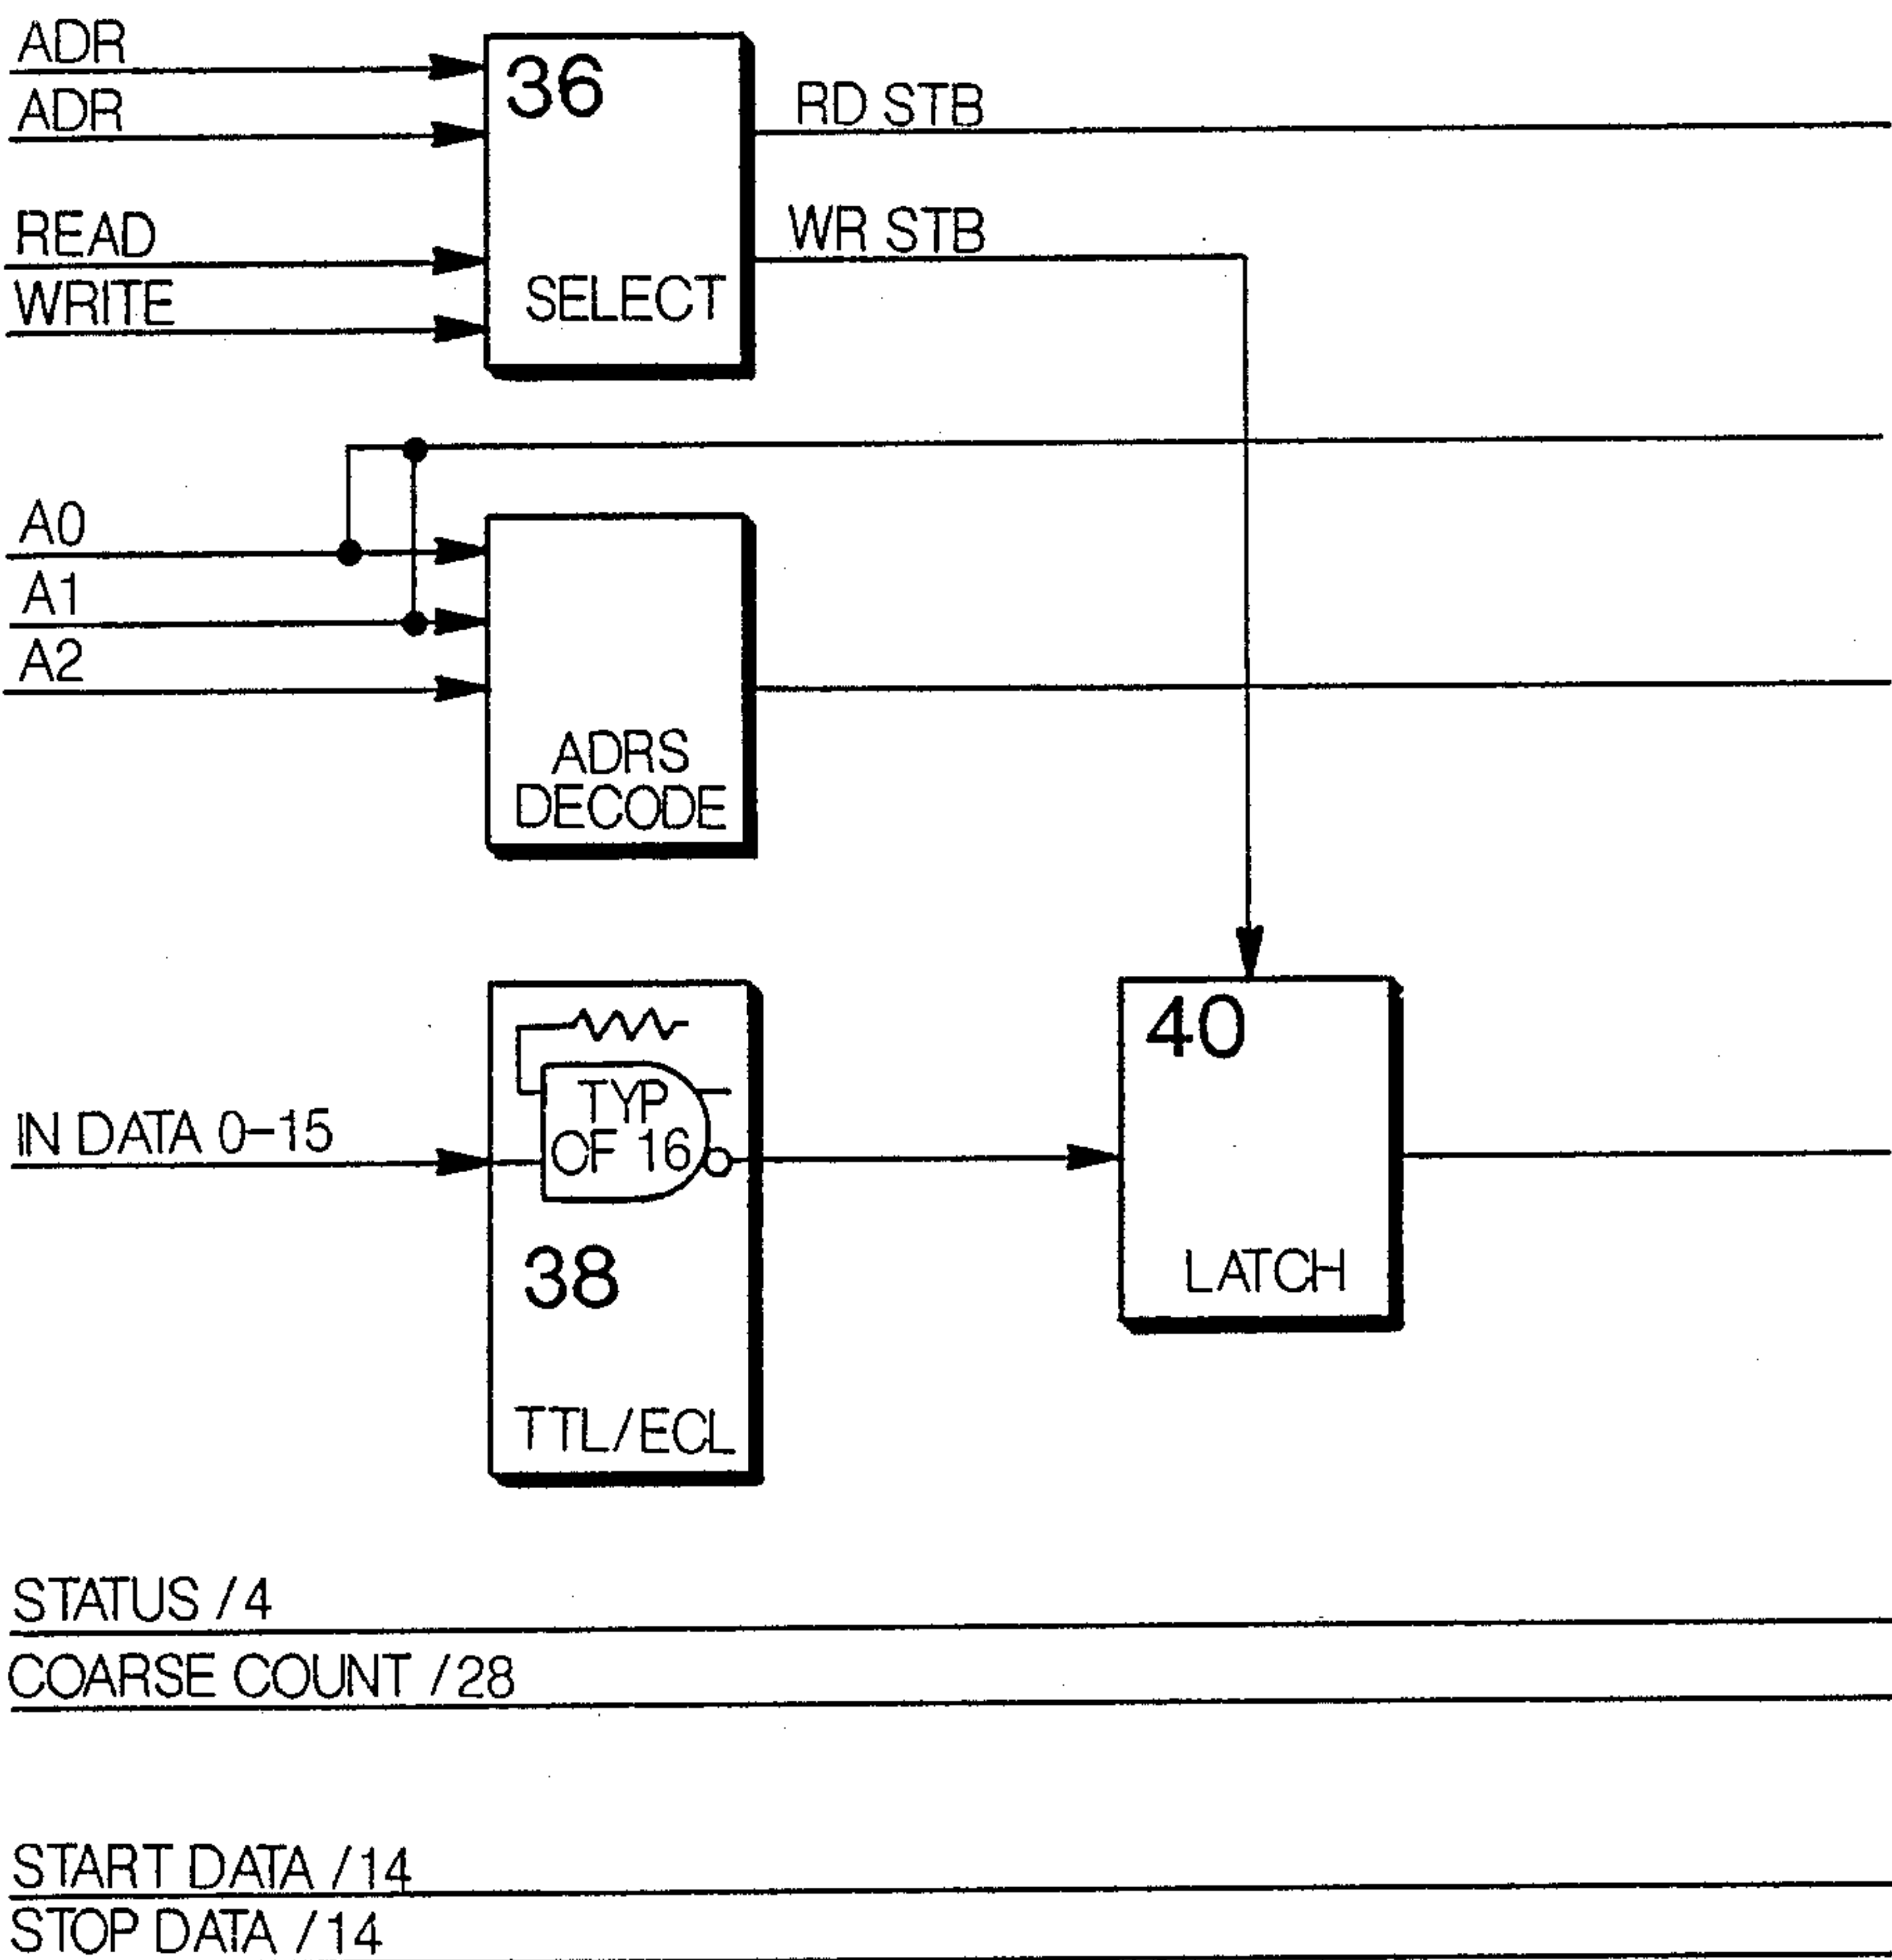 ADR
ADR
READ
WRITE
36
SELECT
RD STB
WR STB
A0
A1
A2
ADRS
DECODE
IN DATA 0-15
TYP
OF 16
38
TTL/ECL
40
LATCH
STATUS /4
COARSE COUNT /28
START DATA /14
STOP DATA /14